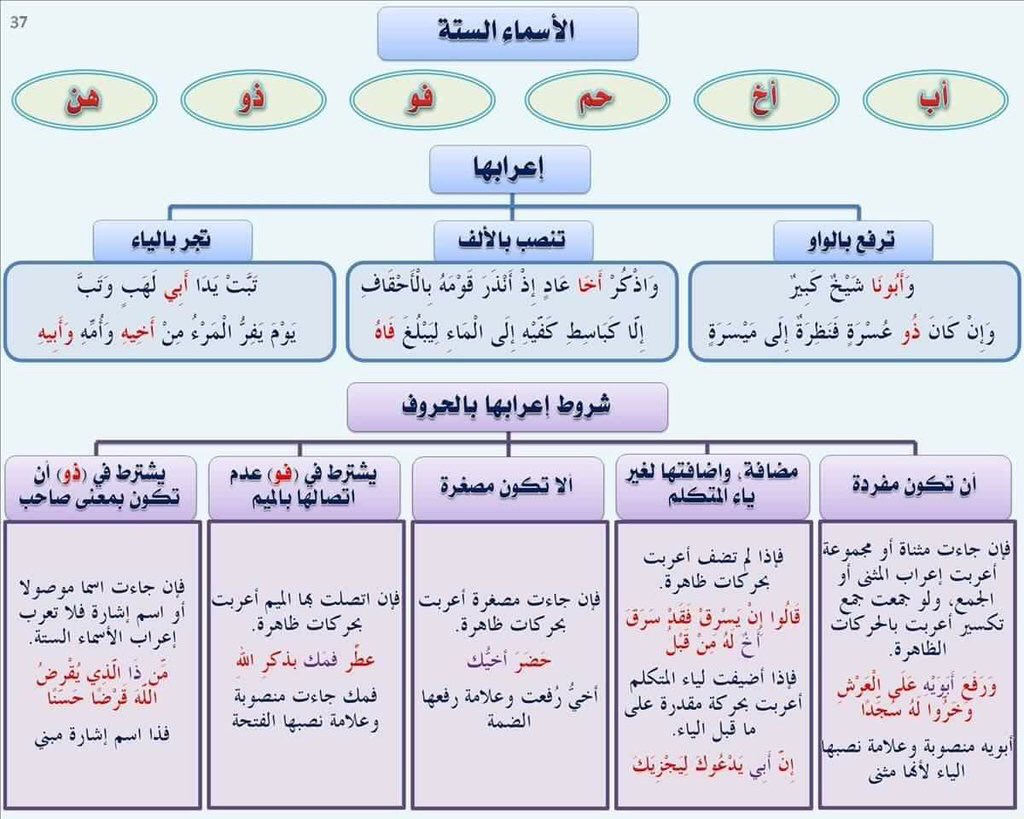 37
الأسماء الستة
أب
أخ
حم
فو
ذو
هن
إعرابها
ترفع بالواو
وَأَبُونَا شَيْخٌ كَبِيرٌ
وَإِنْ كَانَ ذُو عُسْرَةٍ فَنَظِرَةٌ إِلَى مَيْسَرَةٍ
تنصب بالألف
وَاذْكُرْ أَخَا عَادٍ إِذْ أَنْذَرَ قَوْمَهُ بِالْأَحْقَافِ
إِلَّا كَبَاسِطِ كَفَّيْهِ إِلَى الْمَاءِ لِيَبْلُغَ فَاهُ
تجر بالياء
تَبَّتْ يَدَا أَبِي لَهَبٍ وَتَبَّ
يَوْمَ يَفِرُّ الْمَرْءُ مِنْ أَخِيهِ وَأُمِّهِ وَأَبِيهِ
شروط إعرابها بالحروف
أن تكون مفردة
فإن جاءت مثناة أو مجموعة
أعربت إعراب المثنى أو
الجمع، ولو جمعت جمع
تكسير أعربت بالحركات
الظاهرة.
وَرَفَعَ أَبَوَيْهِ عَلَى الْعَرْشِ
وَخَرُّوا لَهُ سُجَّدًا
أبويه منصوبة وعلامة نصبها
الياء لأنها مثنى
مضافة، وإضافتها لغير
ياء المتكلم
فإذا لم تضف أعربت
بحركات ظاهرة.
قَالُوا إِنْ يَسْرِقْ فَقَدْ سَرَقَ
أَخٌ لَهُ مِنْ قَبْلُ
فإذا أضيفت لياء المتكلم
أعربت بحركة مقدرة على
ما قبل الياء.
إِنَّ أَبِي يَدْعُوكَ لِيَجْزِيَكَ
ألا تكون مصغرة
فإن جاءت مصغرة أعربت
بحركات ظاهرة.
حَضَرَ أخيُّك
أخيُّ رُفعت وعلامة رفعها
الضمة
يشترط في (فو) عدم
اتصالها بالميم
فإن اتصلت بها الميم أعربت
بحركات ظاهرة.
عطِّر فمَك بذكرِ اللهِ
فمك جاءت منصوبة
وعلامة نصبها الفتحة
يشترط في (ذو) أن
تكون بمعنى صاحب
فإن جاءت اسما موصولا
أو اسم إشارة فلا تعرب
إعراب الأسماء الستة.
مَّن ذَا الَّذِي يُقْرِضُ
اللَّهَ قَرْضًا حَسَنًا
فذا اسم إشارة مبني